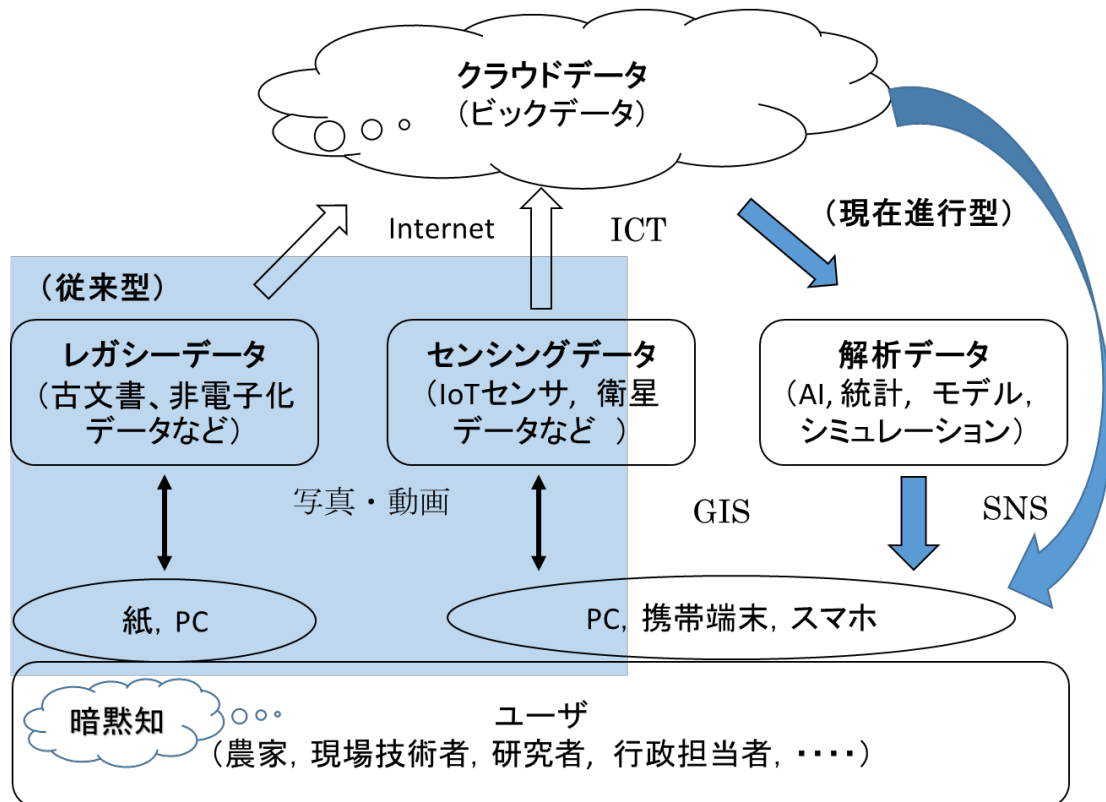 クラウドデータ
(ビックデータ)
Internet
ICT
(現在進行型)
(従来型)
レガシーデータ
(古文書、非電子化
データなど)
センシングデータ
(IoTセンサ, 衛星
データなど )
解析データ
(AI, 統計, モデル,
シミュレーション)
写真・動画
GIS
SNS
紙, PC
PC, 携帯端末, スマホ
暗黙知
ユーザ
(農家, 現場技術者, 研究者, 行政担当者, ・・・・)